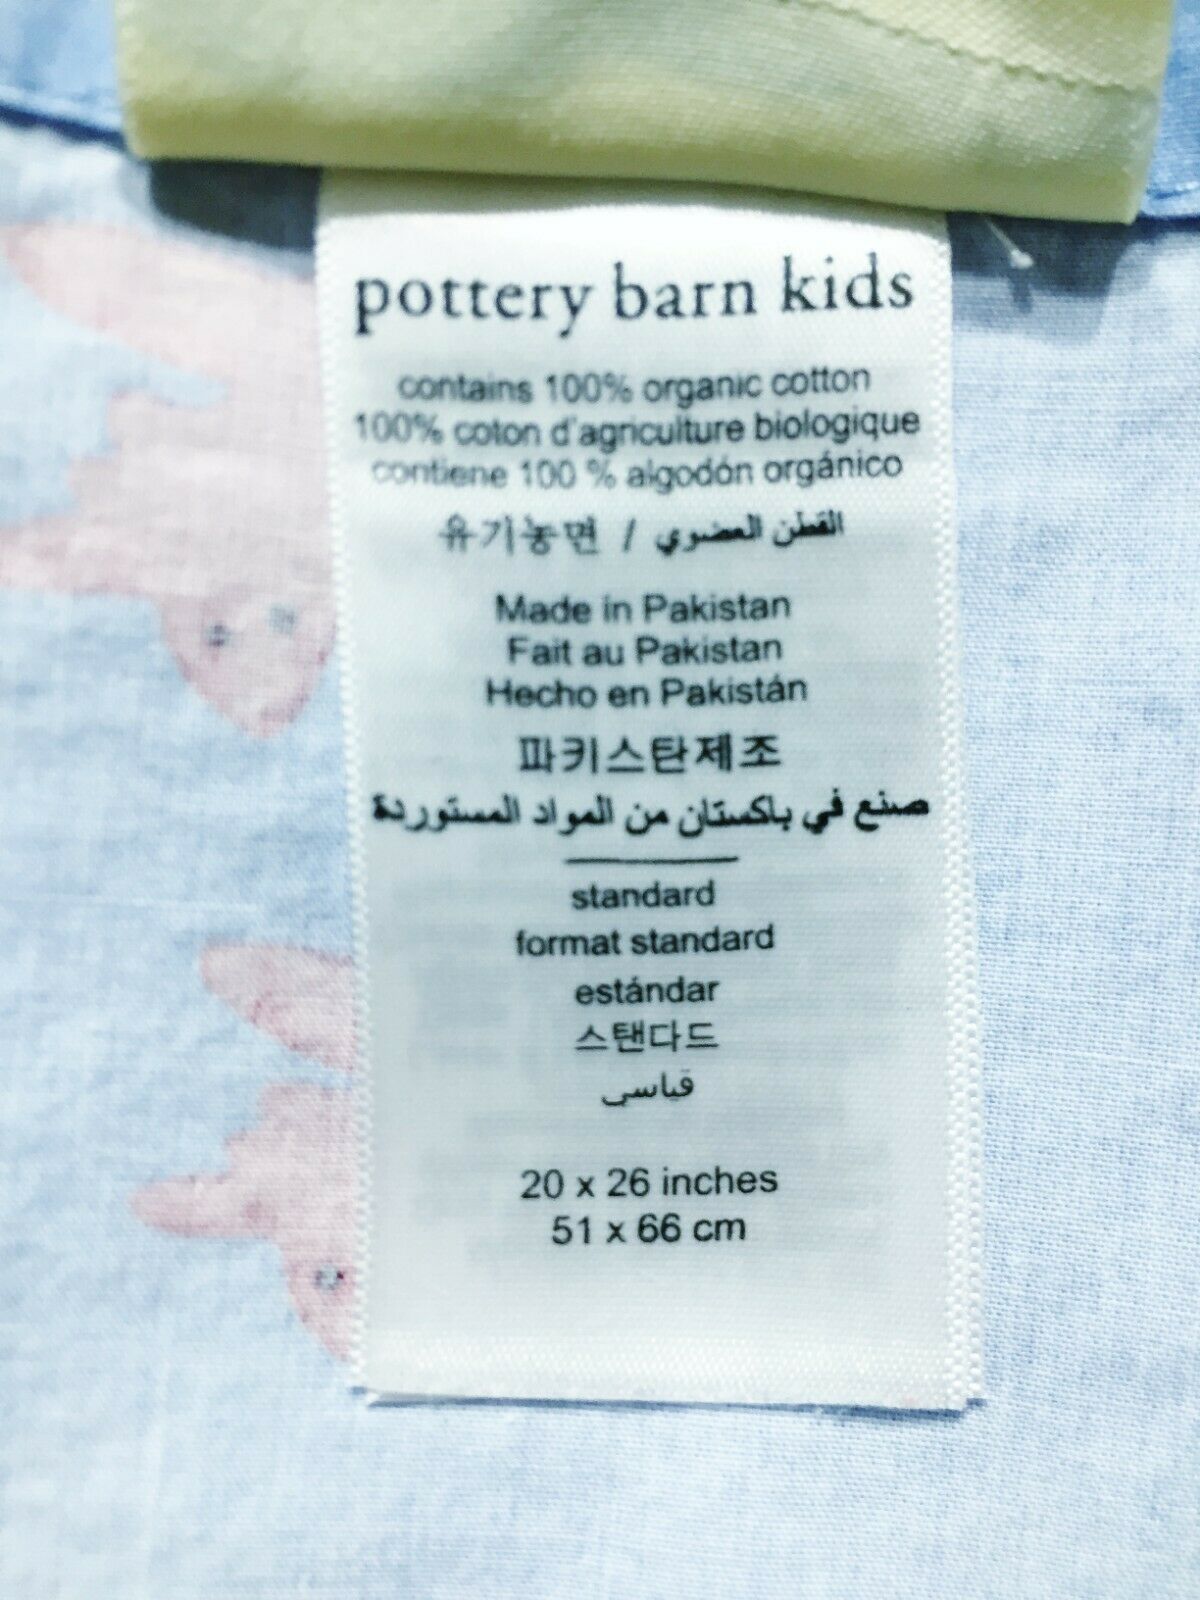 pottery barn kids
contains 100% organic cotton
100% coton d'agriculture biologique
contiene 100 % algodón orgánico
유기농면 / القطن العضوي
Made in Pakistan
Fait au Pakistan
Hecho en Pakistán
파키스탄제조
صنع في باكستان من المواد المستوردة
standard
format standard
estándar
스탠다드
قياسي
20 x 26 inches
51 x 66 cm